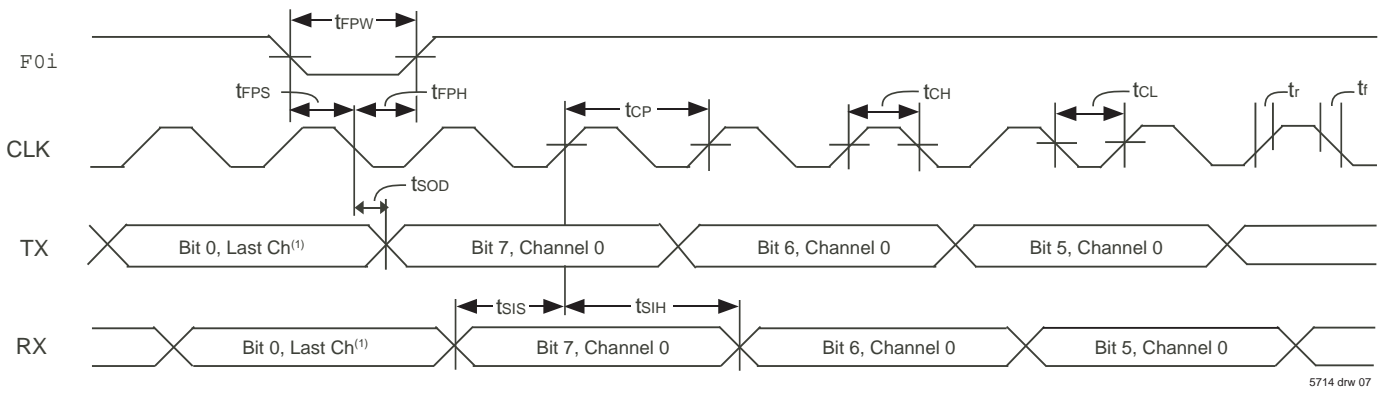 tFPW
F0i
tFPS
tFPH
tCP
tCH
tCL
tr
tf
CLK
tSOD
TX
Bit 0, Last Ch(1)
Bit 7, Channel 0
Bit 6, Channel 0
Bit 5, Channel 0
tSIS
tSIH
RX
Bit 0, Last Ch(1)
Bit 7, Channel 0
Bit 6, Channel 0
Bit 5, Channel 0
5714 drw 07